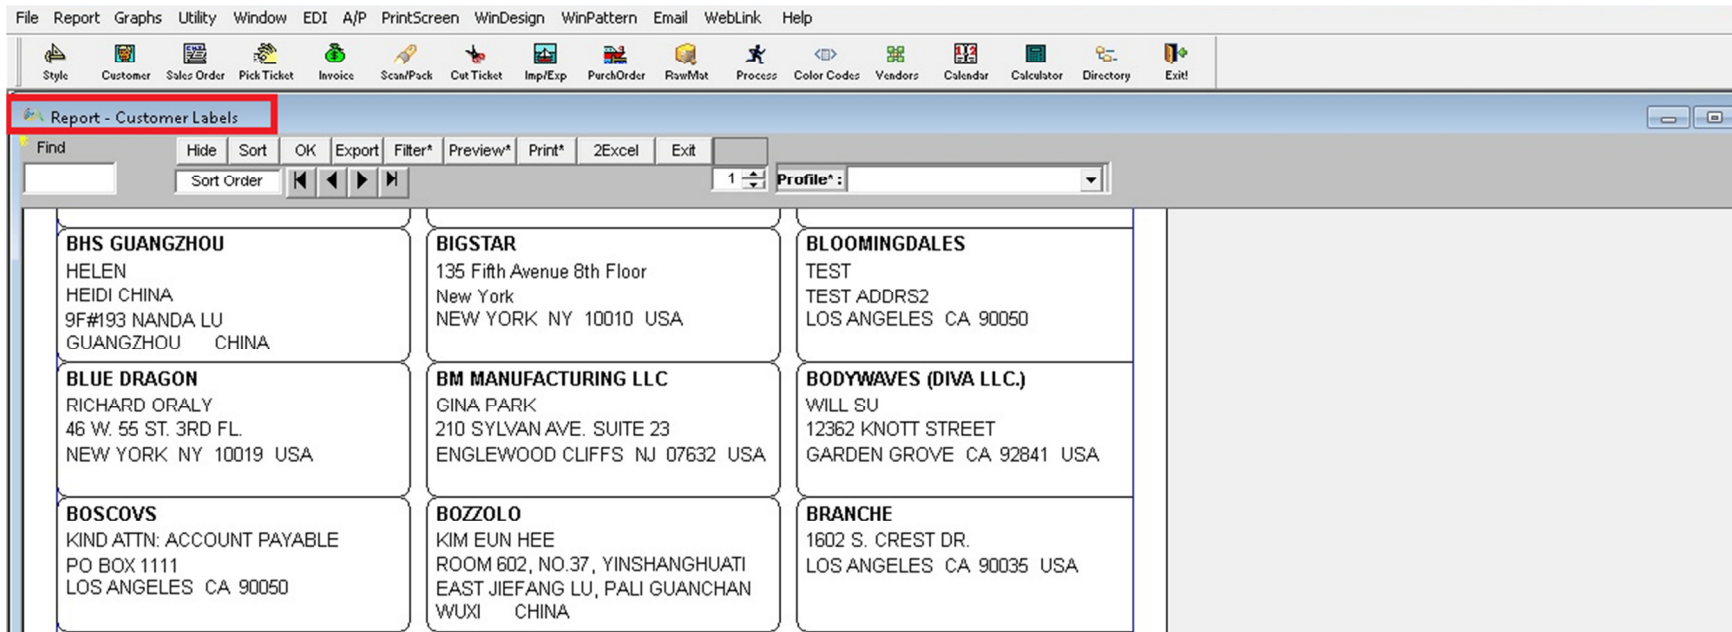 File Report Graphs Utility Window EDI A/P PrintScreen WinDesign WinPattern Email WebLink Help
Style Customer Sales Order Pick Ticket Invoice Scan/Pack Cut Ticket Imp/Exp PurchOrder RawMat Process Color Codes Vendors Calendar Calculator Directory Exit!
Report - Customer Labels
Find Hide Sort OK Export Filter* Preview* Print* 2Excel Exit
Sort Order 1 Profile* :
BHS GUANGZHOU
HELEN
HEIDI CHINA
9F#193 NANDA LU
GUANGZHOU CHINA
BIGSTAR
135 Fifth Avenue 8th Floor
New York
NEW YORK NY 10010 USA
BLOOMINGDALES
TEST
TEST ADDRS2
LOS ANGELES CA 90050
BLUE DRAGON
RICHARD ORALY
46 W. 55 ST. 3RD FL.
NEW YORK NY 10019 USA
BM MANUFACTURING LLC
GINA PARK
210 SYLVAN AVE. SUITE 23
ENGLEWOOD CLIFFS NJ 07632 USA
BODYWAVES (DIVA LLC.)
WILL SU
12362 KNOTT STREET
GARDEN GROVE CA 92841 USA
BOSCOVS
KIND ATTN: ACCOUNT PAYABLE
PO BOX 1111
LOS ANGELES CA 90050
BOZZOLO
KIM EUN HEE
ROOM 602, NO.37, YINSHANGHUATI
EAST JIEFANG LU, PALI GUANCHAN
WUXI CHINA
BRANCHE
1602 S. CREST DR.
LOS ANGELES CA 90035 USA